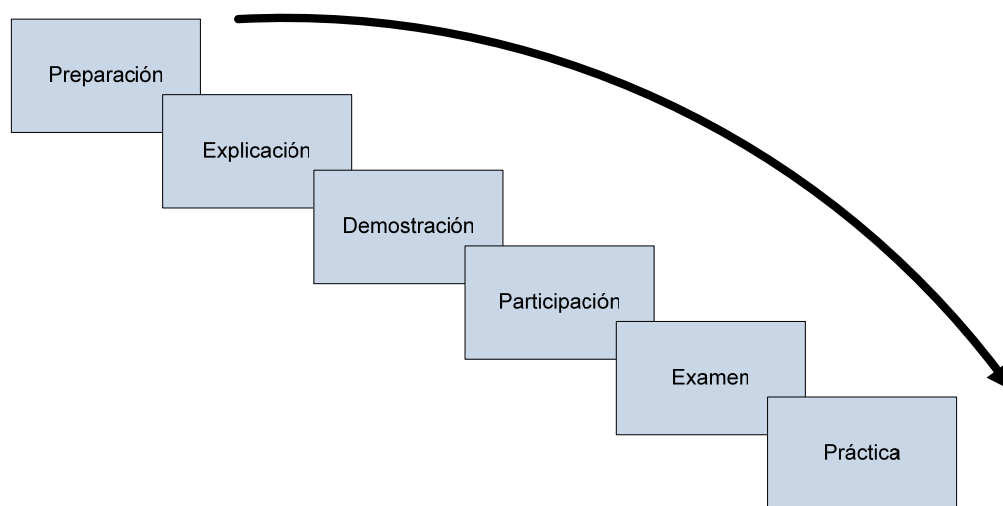 Preparación
Explicación
Demostración
Participación
Examen
Práctica